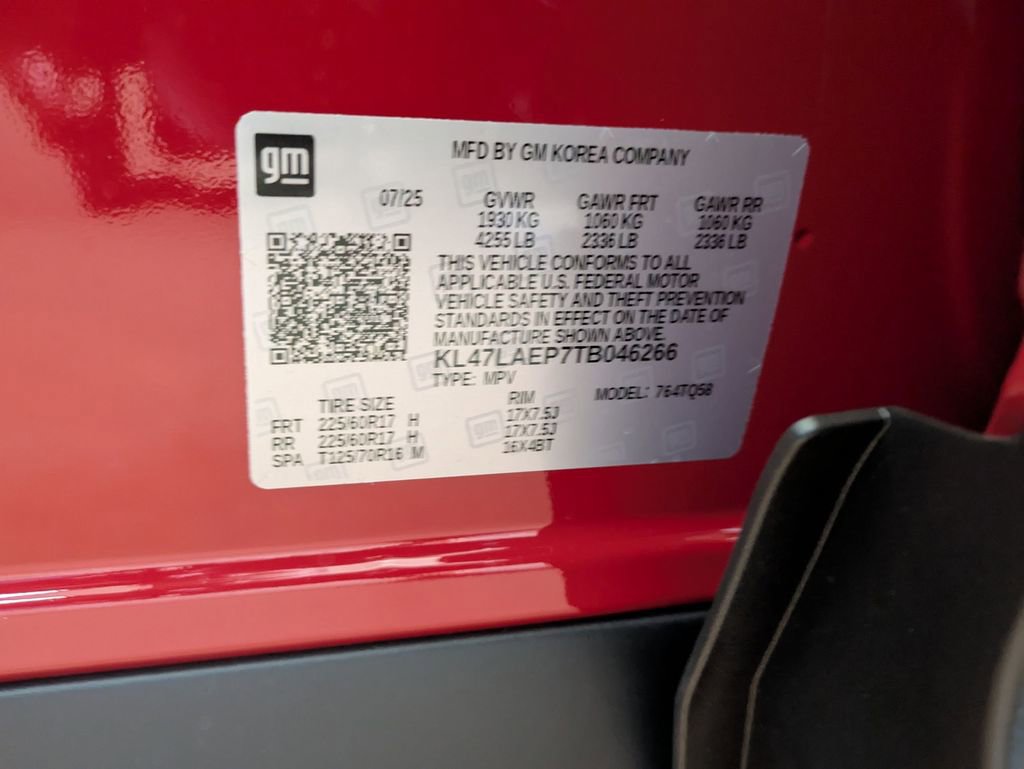 gm
MFD BY GM KOREA COMPANY
07/25 GVWR GAWR FRT GAWR RR
1930 KG 1060 KG 1060 KG
4255 LB 2336 LB 2336 LB
THIS VEHICLE CONFORMS TO ALL
APPLICABLE U.S. FEDERAL MOTOR
VEHICLE SAFETY AND THEFT PREVENTION
STANDARDS IN EFFECT ON THE DATE OF
MANUFACTURE SHOWN ABOVE.
KL47LAEP7TB046266
TYPE: MPV MODEL: 764TQ58
TIRE SIZE RIM
FRT 225/60R17 H 17X7.5J
RR 225/60R17 H 17X7.5J
SPA T125/70R16 M 16X4BT